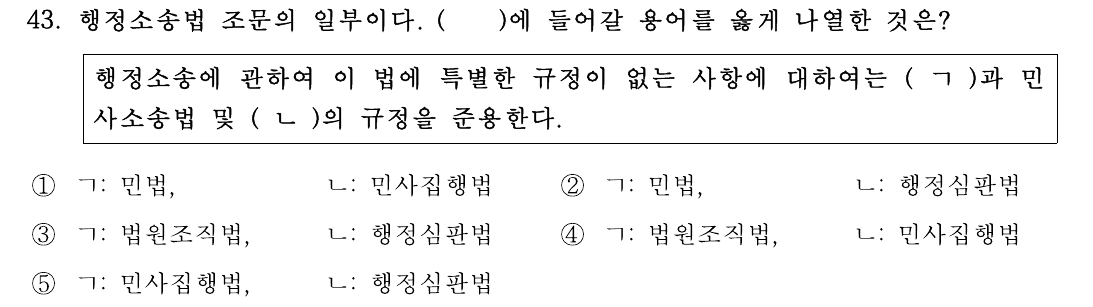 43. 행정소송법 조문의 일부이다. (    )에 들어갈 용어를 옳게 나열한 것은?
행정소송에 관하여 이 법에 특별한 규정이 없는 사항에 대하여는 ( ㄱ )과 민
사소송법 및 ( ㄴ )의 규정을 준용한다.
① ㄱ: 민법, ㄴ: 민사집행법 ② ㄱ: 민법, ㄴ: 행정심판법
③ ㄱ: 법원조직법, ㄴ: 행정심판법 ④ ㄱ: 법원조직법, ㄴ: 민사집행법
⑤ ㄱ: 민사집행법, ㄴ: 행정심판법